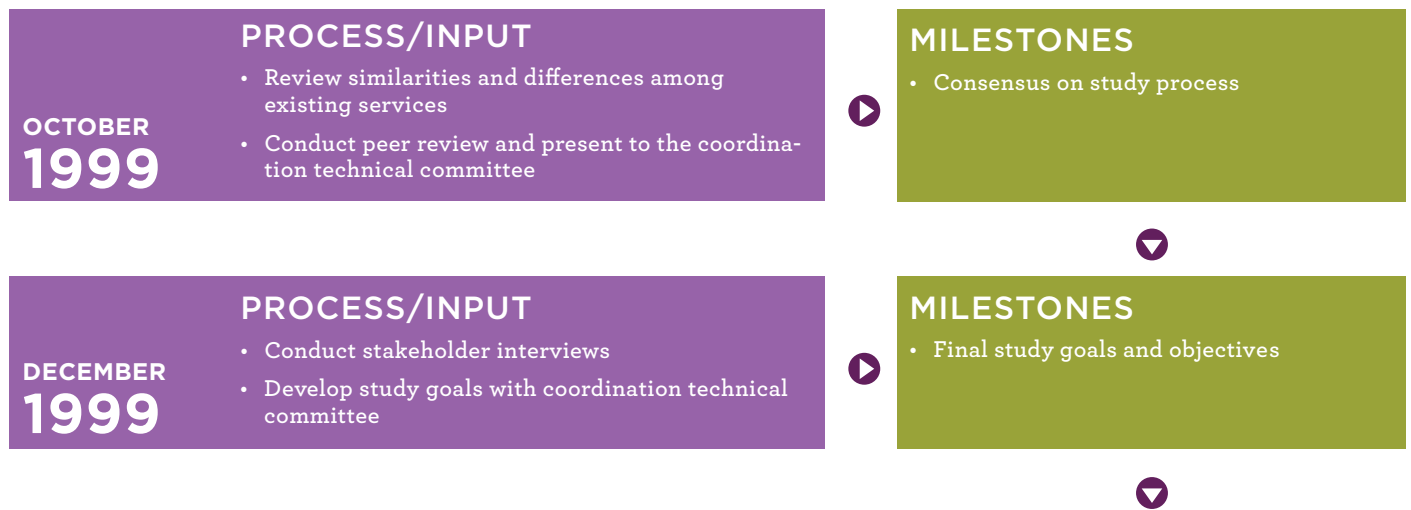 OCTOBER
1999
PROCESS/INPUT
• Review similarities and differences among
existing services
• Conduct peer review and present to the coordina-
tion technical committee
MILESTONES
• Consensus on study process
DECEMBER
1999
PROCESS/INPUT
• Conduct stakeholder interviews
• Develop study goals with coordination technical
committee
MILESTONES
• Final study goals and objectives